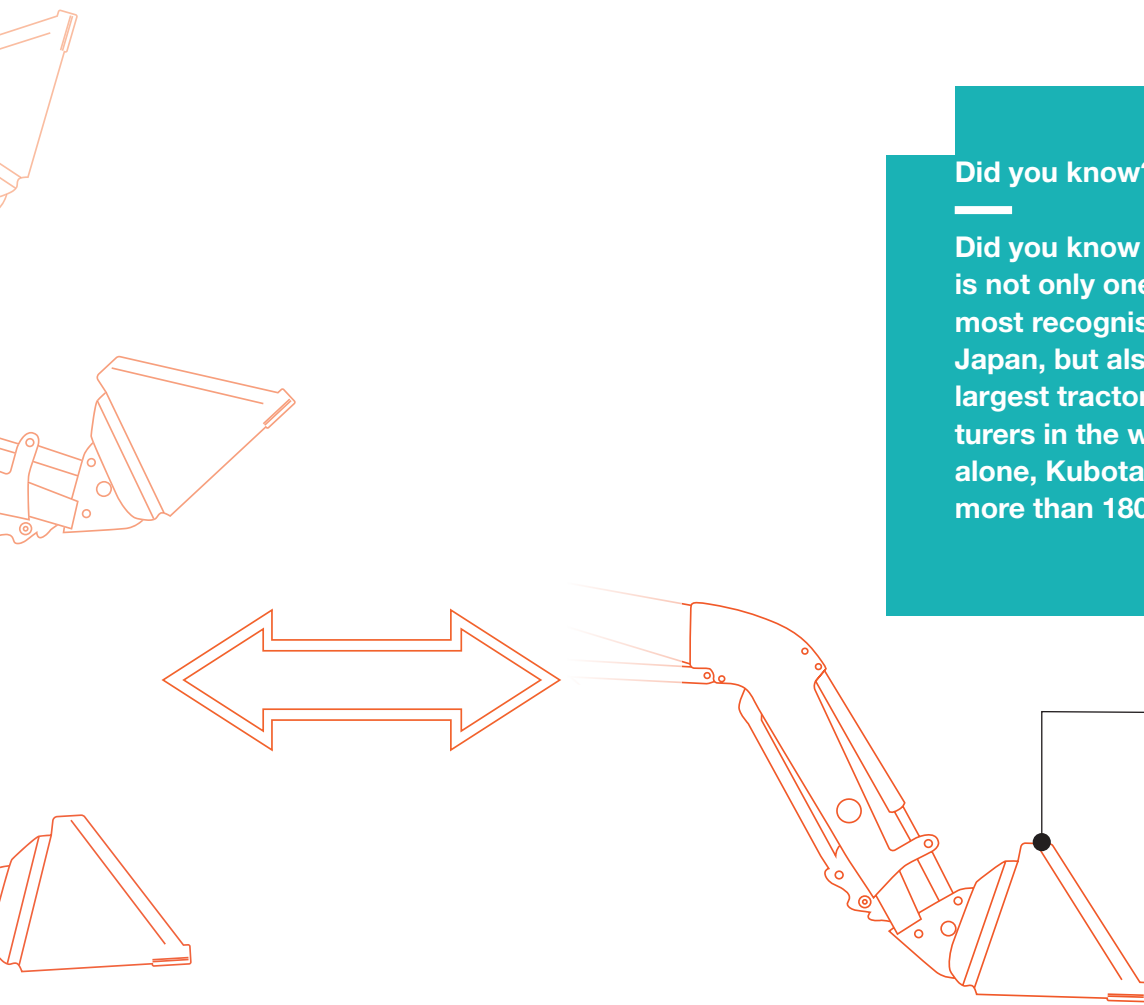 Did you know?
Did you know
is not only one
most recognis
Japan, but als
largest tractor
turers in the w
alone, Kubota
more than 180